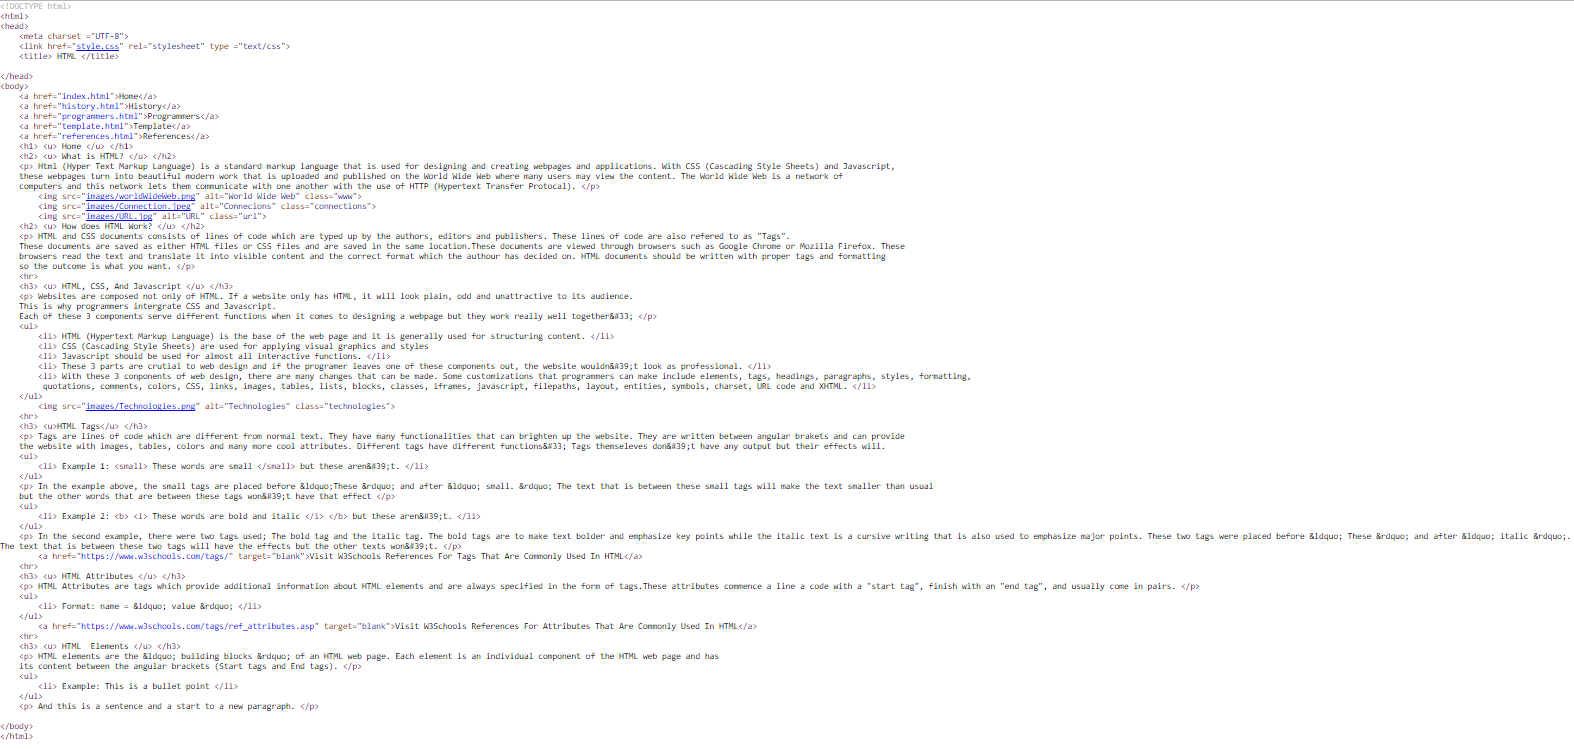 <!DOCTYPE html>
<html>
<head>
    <meta charset ="UTF-8">
    <link href="style.css" rel="stylesheet" type ="text/css">
    <title> HTML </title>

</head>
<body>
    <a href="index.html">Home</a>
    <a href="history.html">History</a>
    <a href="programmers.html">Programmers</a>
    <a href="template.html">Template</a>
    <a href="references.html">References</a>
    <h1> <u> Home </u> </h1>
    <h2> <u> What is HTML? </u> </h2>
    <p> Html (Hyper Text Markup Language) is a standard markup language that is used for designing and creating webpages and applications. With CSS (Cascading Style Sheets) and Javascript,
    these webpages turn into beautiful modern work that is uploaded and published on the World Wide Web where many users may view the content. The World Wide Web is a network of
    computers and this network lets them communicate with one another with the use of HTTP (Hypertext Transfer Protocal). </p>
        <img src="images/worldWideWeb.png" alt="World Wide Web" class="www">
        <img src="images/Connection.jpeg" alt="Connecions" class="connections">
        <img src="images/URL.jpg" alt="URL" class="url">
    <h2> <u> How does HTML Work? </u> </h2>
    <p> HTML and CSS documents consists of lines of code which are typed up by the authors, editors and publishers. These lines of code are also refered to as "Tags".
    These documents are saved as either HTML files or CSS files and are saved in the same location.These documents are viewed through browsers such as Google Chrome or Mozilla Firefox. These
    browsers read the text and translate it into visible content and the correct format which the authour has decided on. HTML documents should be written with proper tags and formatting
    so the outcome is what you want. </p>
    <hr>
    <h3> <u> HTML, CSS, And Javascript </u> </h3>
    <p> Websites are composed not only of HTML. If a website only has HTML, it will look plain, odd and unattractive to its audience.
    This is why programmers intergrate CSS and Javascript.
    Each of these 3 components serve different functions when it comes to designing a webpage but they work really well together&#33; </p>
    <ul>
        <li> HTML (Hypertext Markup Language) is the base of the web page and it is generally used for structuring content. </li>
        <li> CSS (Cascading Style Sheets) are used for applying visual graphics and styles
        <li> Javascript should be used for almost all interactive functions. </li>
        <li> These 3 parts are crutial to web design and if the programer leaves one of these components out, the website wouldn&#39;t look as professional. </li>
        <li> With these 3 conponents of web design, there are many changes that can be made. Some customizations that programmers can make include elements, tags, headings, paragraphs, styles, formatting,
         quotations, comments, colors, CSS, links, images, tables, lists, blocks, classes, iframes, javascript, filepaths, layout, entities, symbols, charset, URL code and XHTML. </li>
    </ul>
        <img src="images/Technologies.png" alt="Technologies" class="technologies">
    <hr>
    <h3> <u>HTML Tags</u> </h3>
    <p> Tags are lines of code which are different from normal text. They have many functionalities that can brighten up the website. They are written between angular brakets and can provide
    the website with images, tables, colors and many more cool attributes. Different tags have different functions&#33; Tags themseleves don&#39;t have any output but their effects will.
    <ul>
        <li> Example 1: <small> These words are small </small> but these aren&#39;t. </li>
    </ul>
    <p> In the example above, the small tags are placed before &ldquo;These &rdquo; and after &ldquo; small. &rdquo; The text that is between these small tags will make the text smaller than usual
    but the other words that are between these tags won&#39;t have that effect </p>
    <ul>
        <li> Example 2: <b> <i> These words are bold and italic </i> </b> but these aren&#39;t. </li>
    </ul>
    <p> In the second example, there were two tags used; The bold tag and the italic tag. The bold tags are to make text bolder and emphasize key points while the italic text is a cursive writing that is also used to emphasize major points. These two tags were placed before &ldquo; These &rdquo; and after &ldquo; italic &rdquo;.
The text that is between these two tags will have the effects but the other texts won&#39;t. </p>
        <a href="https://www.w3schools.com/tags/" target="blank">Visit W3Schools References For Tags That Are Commonly Used In HTML</a>
    <hr>
    <h3> <u> HTML Attributes </u> </h3>
    <p> HTML Attributes are tags which provide additional information about HTML elements and are always specified in the form of tags.These attributes commence a line a code with a "start tag", finish with an "end tag", and usually come in pairs. </p>
    <ul>
        <li> Format: name = &ldquo; value &rdquo; </li>
    </ul>
        <a href="https://www.w3schools.com/tags/ref_attributes.asp" target="blank">Visit W3Schools References For Attributes That Are Commonly Used In HTML</a>
    <hr>
    <h3> <u> HTML  Elements </u> </h3>
    <p> HTML elements are the &ldquo; building blocks &rdquo; of an HTML web page. Each element is an individual component of the HTML web page and has
    its content between the angular brackets (Start tags and End tags). </p>
    <ul>
        <li> Example: This is a bullet point </li>
    </ul>
    <p> And this is a sentence and a start to a new paragraph. </p>

</body>
</html>